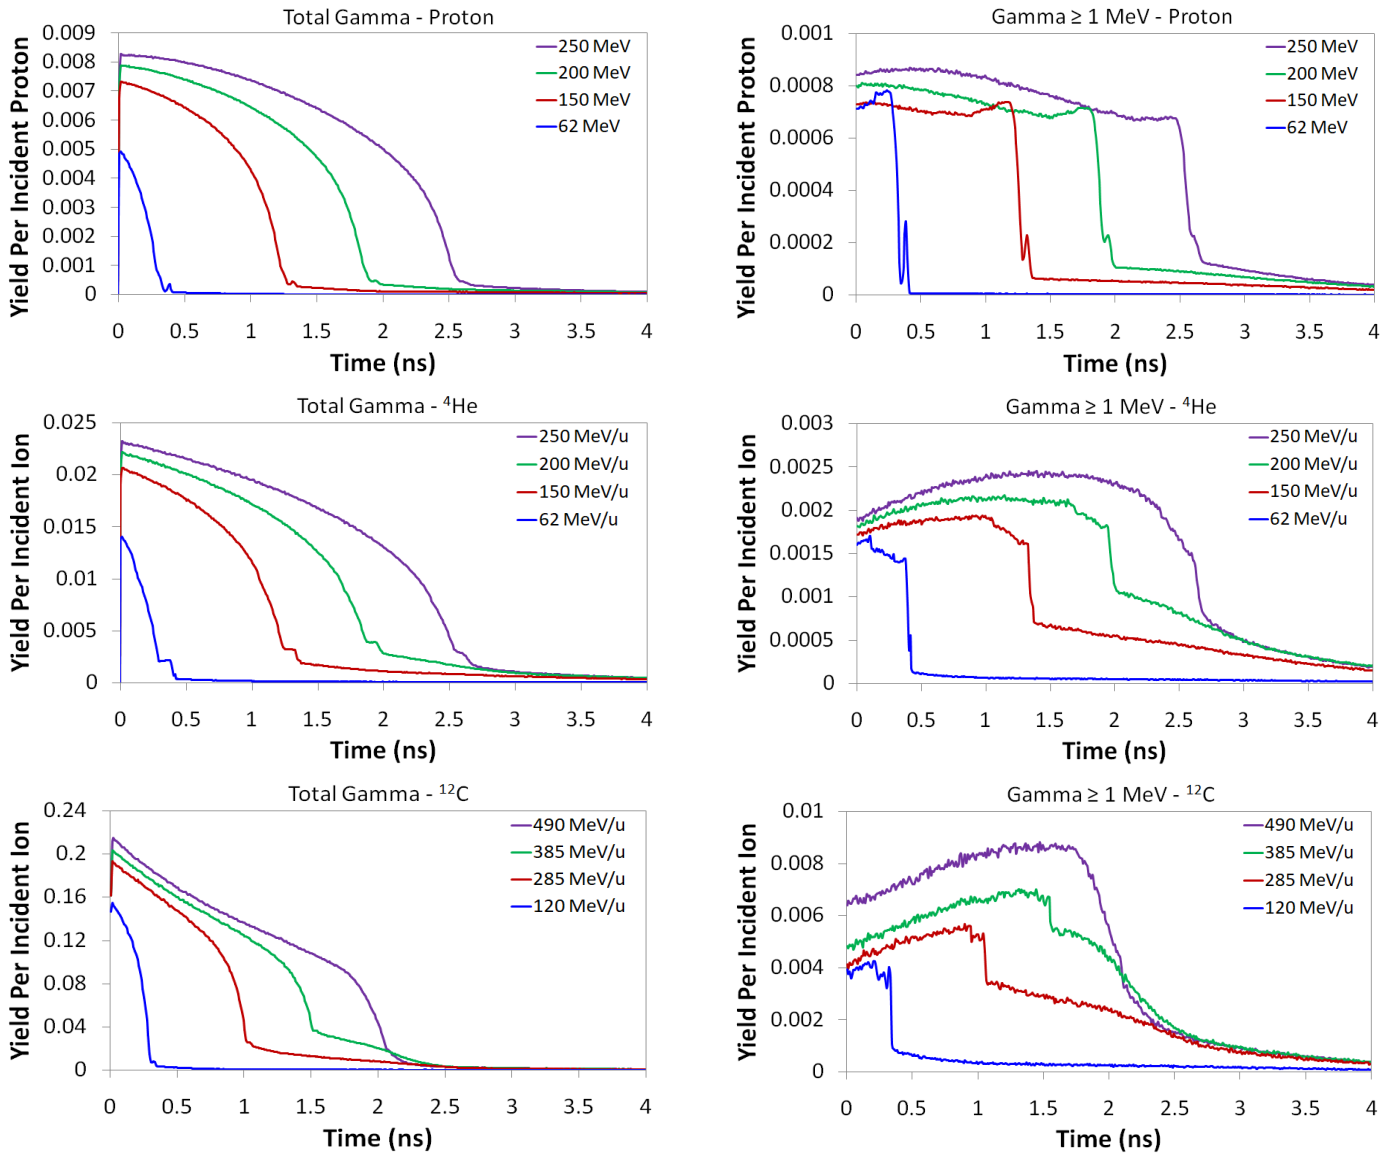 Total Gamma - Proton
Yield Per Incident Proton
0.009
0.008
0.007
0.006
0.005
0.004
0.003
0.002
0.001
0
250 MeV
200 MeV
150 MeV
62 MeV
0 0.5 1 1.5 2 2.5 3 3.5 4
Time (ns)
Gamma ≥ 1 MeV - Proton
Yield Per Incident Proton
0.001
0.0008
0.0006
0.0004
0.0002
0
250 MeV
200 MeV
150 MeV
62 MeV
0 0.5 1 1.5 2 2.5 3 3.5 4
Time (ns)
Total Gamma - ⁴He
Yield Per Incident Ion
0.025
0.02
0.015
0.01
0.005
0
250 MeV/u
200 MeV/u
150 MeV/u
62 MeV/u
0 0.5 1 1.5 2 2.5 3 3.5 4
Time (ns)
Gamma ≥ 1 MeV - ⁴He
Yield Per Incident Ion
0.003
0.0025
0.002
0.0015
0.001
0.0005
0
250 MeV/u
200 MeV/u
150 MeV/u
62 MeV/u
0 0.5 1 1.5 2 2.5 3 3.5 4
Time (ns)
Total Gamma - ¹²C
Yield Per Incident Ion
0.24
0.2
0.16
0.12
0.08
0.04
0
490 MeV/u
385 MeV/u
285 MeV/u
120 MeV/u
0 0.5 1 1.5 2 2.5 3 3.5 4
Time (ns)
Gamma ≥ 1 MeV - ¹²C
Yield Per Incident Ion
0.01
0.008
0.006
0.004
0.002
0
490 MeV/u
385 MeV/u
285 MeV/u
120 MeV/u
0 0.5 1 1.5 2 2.5 3 3.5 4
Time (ns)